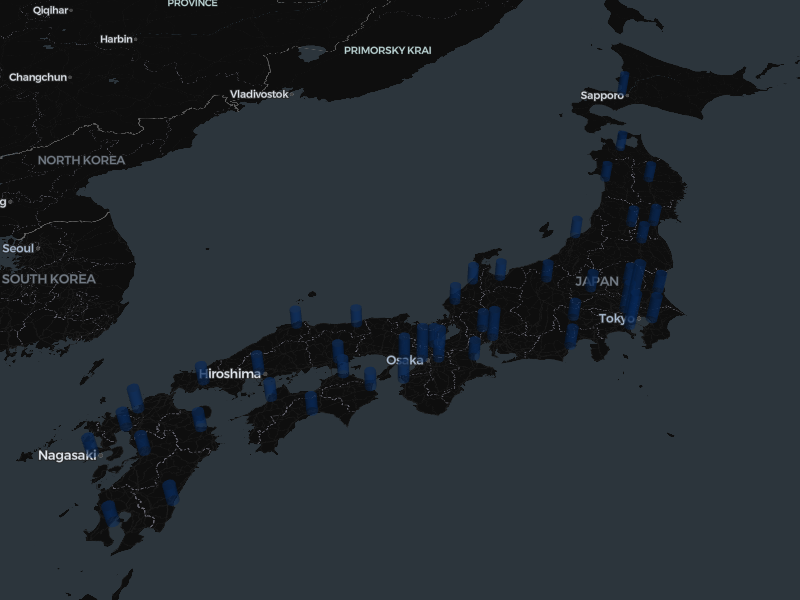 PROVINCE
Qiqihar
Harbin
PRIMORSKY KRAI
Changchun
Vladivostok
Sapporo
NORTH KOREA
g
Seoul
SOUTH KOREA
JAPAN
Tokyo
Osaka
Hiroshima
Nagasaki